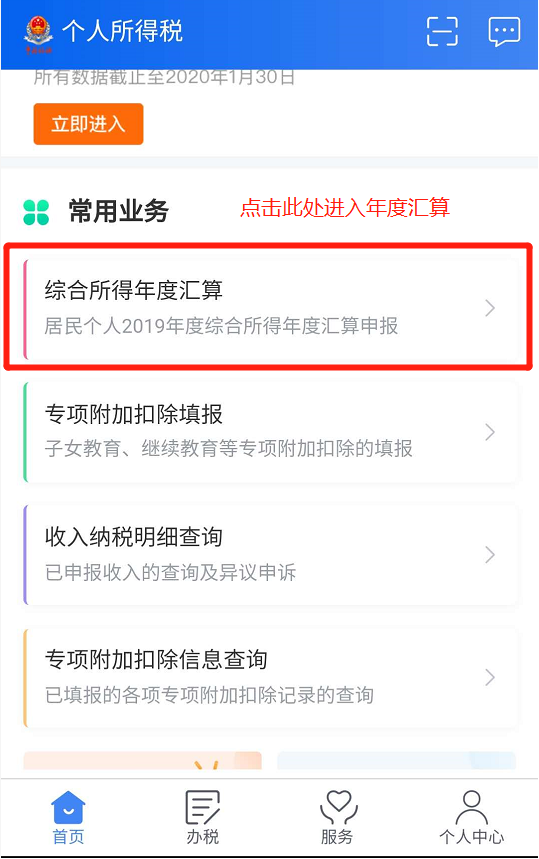 个人所得税
所有数据截止至2020年1月30日
立即进入
常用业务
点击此处进入年度汇算
综合所得年度汇算
居民个人2019年度综合所得年度汇算申报
专项附加扣除填报
子女教育、继续教育等专项附加扣除的填报
收入纳税明细查询
已申报收入的查询及异议申诉
专项附加扣除信息查询
已填报的各项专项附加扣除记录的查询
首页
办税
服务
个人中心